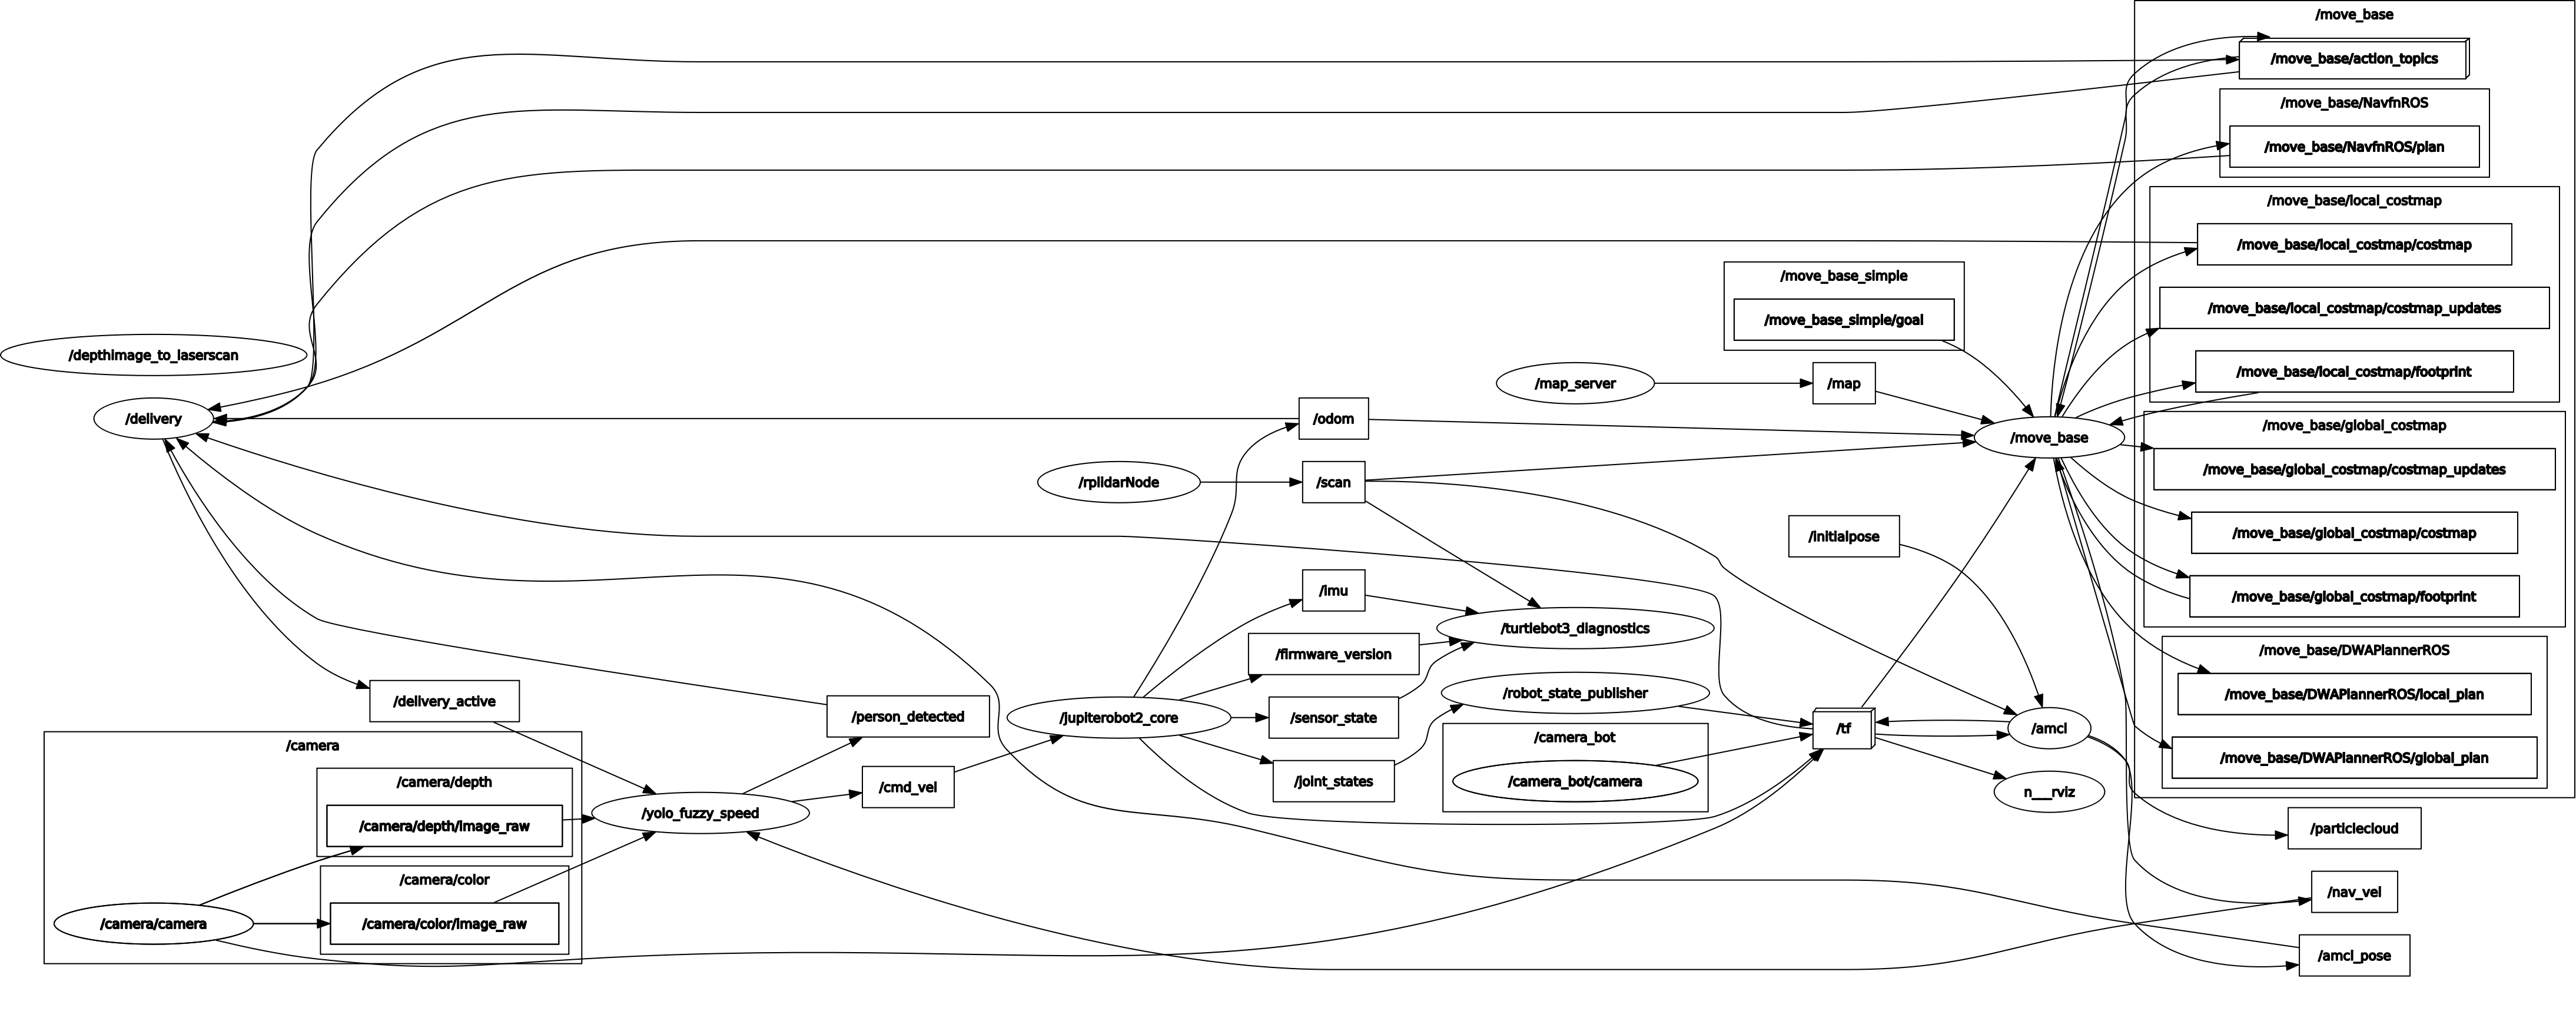 /move_base
/move_base/action_topics
/move_base/NavfnROS
/move_base/NavfnROS/plan
/move_base/local_costmap
/move_base/local_costmap/costmap
/move_base_simple
/move_base_simple/goal
/move_base/local_costmap/costmap_updates
/depthimage_to_laserscan
/map_server
/map
/move_base/local_costmap/footprint
/delivery
/odom
/move_base
/move_base/global_costmap
/move_base/global_costmap/costmap_updates
/rplidarNode
/scan
/initialpose
/move_base/global_costmap/costmap
/imu
/move_base/global_costmap/footprint
/turtlebot3_diagnostics
/firmware_version
/move_base/DWAPlannerROS
/delivery_active
/robot_state_publisher
/move_base/DWAPlannerROS/local_plan
/person_detected
/jupiterobot2_core
/sensor_state
/tf
/amcl
/camera
/camera_bot
/move_base/DWAPlannerROS/global_plan
/camera/depth
/cmd_vel
/joint_states
/camera_bot/camera
n___rviz
/camera/depth/image_raw
/yolo_fuzzy_speed
/particlecloud
/camera/color
/nav_vel
/camera/camera
/camera/color/image_raw
/amcl_pose